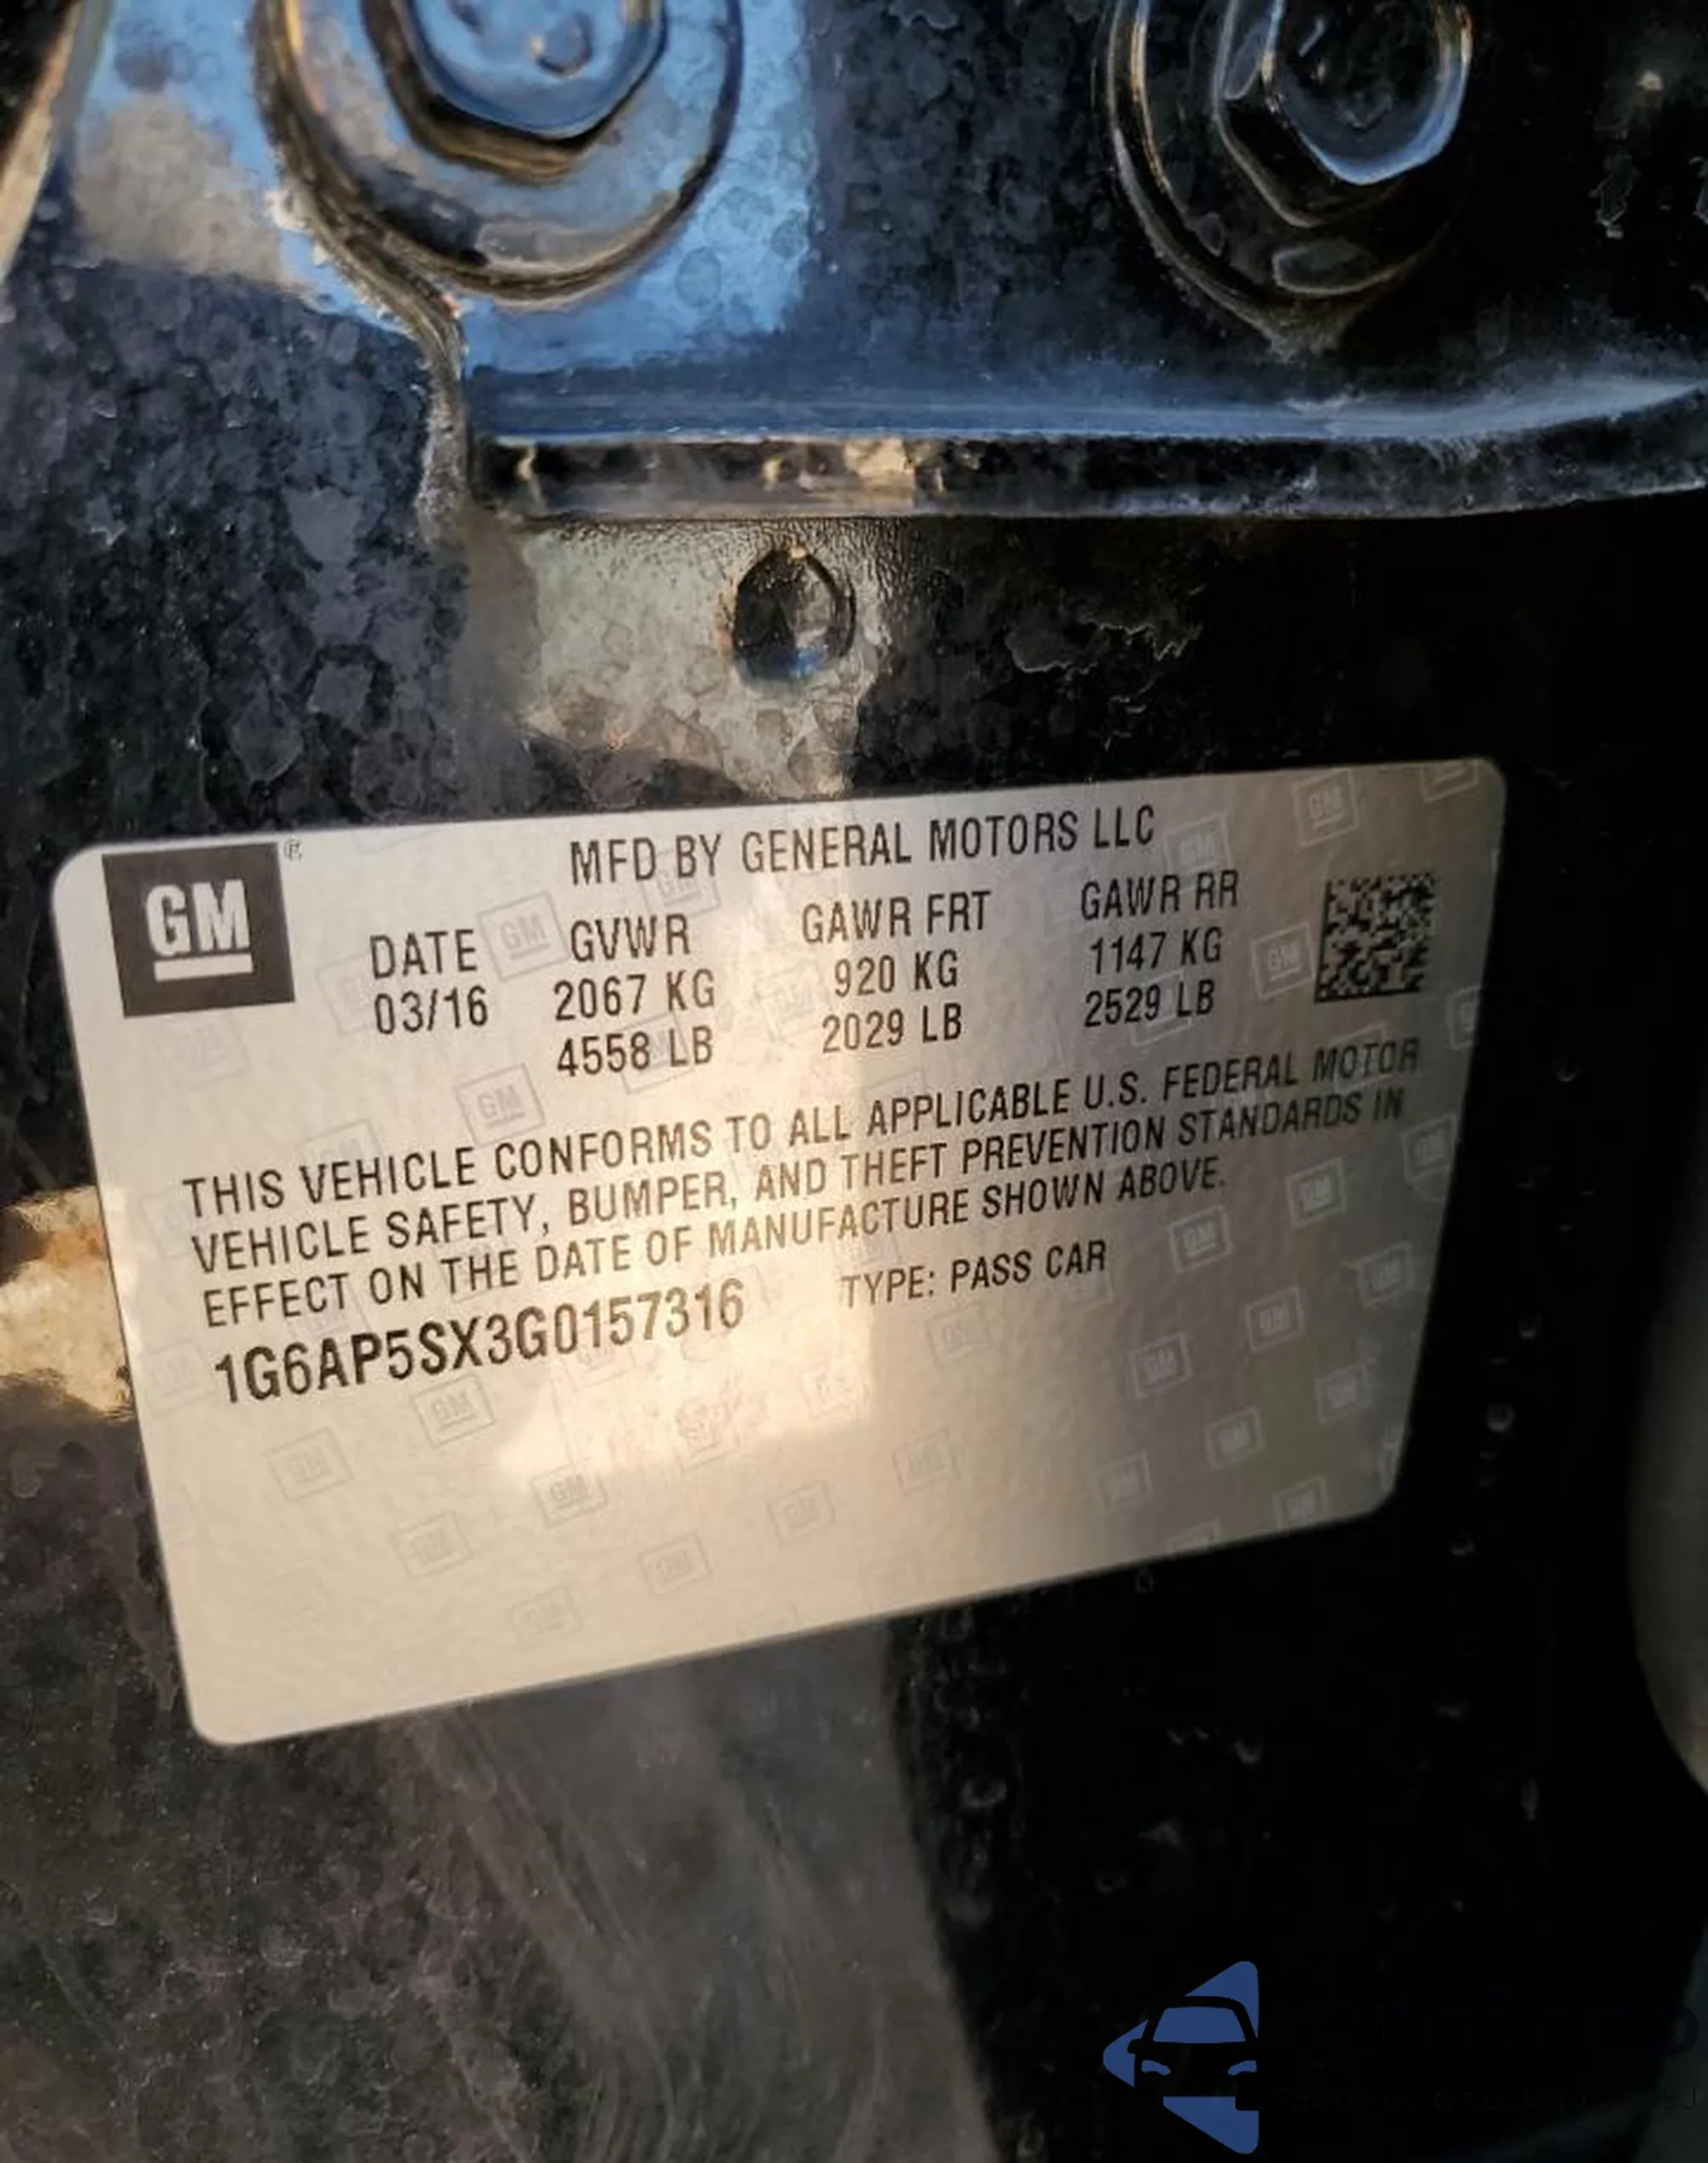 GM
MFD BY GENERAL MOTORS LLC
DATE GVWR GAWR FRT GAWR RR
03/16 2067 KG 920 KG 1147 KG
4558 LB 2029 LB 2529 LB
THIS VEHICLE CONFORMS TO ALL APPLICABLE U.S. FEDERAL MOTOR
VEHICLE SAFETY, BUMPER, AND THEFT PREVENTION STANDARDS IN
EFFECT ON THE DATE OF MANUFACTURE SHOWN ABOVE.
1G6AP5SX3G0157316 TYPE: PASS CAR